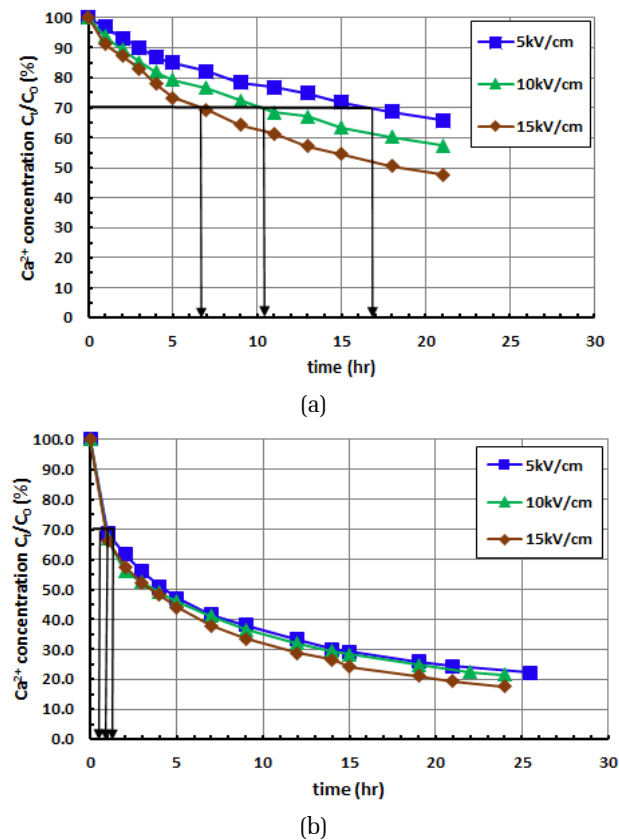 Ca²⁺ concentration Cₜ/C₀ (%)
100
90
80
70
60
50
40
30
20
10
0
5kV/cm
10kV/cm
15kV/cm
0 5 10 15 20 25 30
time (hr)
(a)
Ca²⁺ concentration Cₜ/C₀ (%)
100.0
90.0
80.0
70.0
60.0
50.0
40.0
30.0
20.0
10.0
0.0
5kV/cm
10kV/cm
15kV/cm
0 5 10 15 20 25 30
time (hr)
(b)